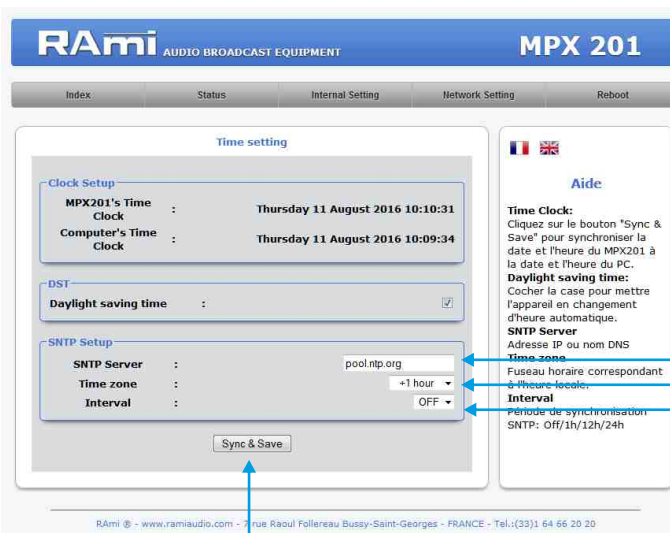 RAmi AUDIO BROADCAST EQUIPMENT MPX 201
Index Status Internal Setting Network Setting Reboot
Time setting
Clock Setup
MPX201's Time Clock : Thursday 11 August 2016 10:10:31
Computer's Time Clock : Thursday 11 August 2016 10:09:34
DST
Daylight saving time :
SNTP Setup
SNTP Server : pool.ntp.org
Time zone : +1 hour
Interval : OFF
Sync & Save
Aide
Time Clock:
Cliquez sur le bouton "Sync &
Save" pour synchroniser la
date et l'heure du MPX201 à
la date et l'heure du PC.
Daylight saving time:
Cocher la case pour mettre
l'appareil en changement
d'heure automatique.
SNTP Server
Adresse IP ou nom DNS
Time zone
Fuseau horaire correspondant
à l'heure locale.
Interval
Période de synchronisation
SNTP: Off/1h/12h/24h
RAmi ® - www.ramiaudio.com - 7 rue Raoul Follereau Bussy-Saint-Georges - FRANCE - Tel.:(33)1 64 66 20 20